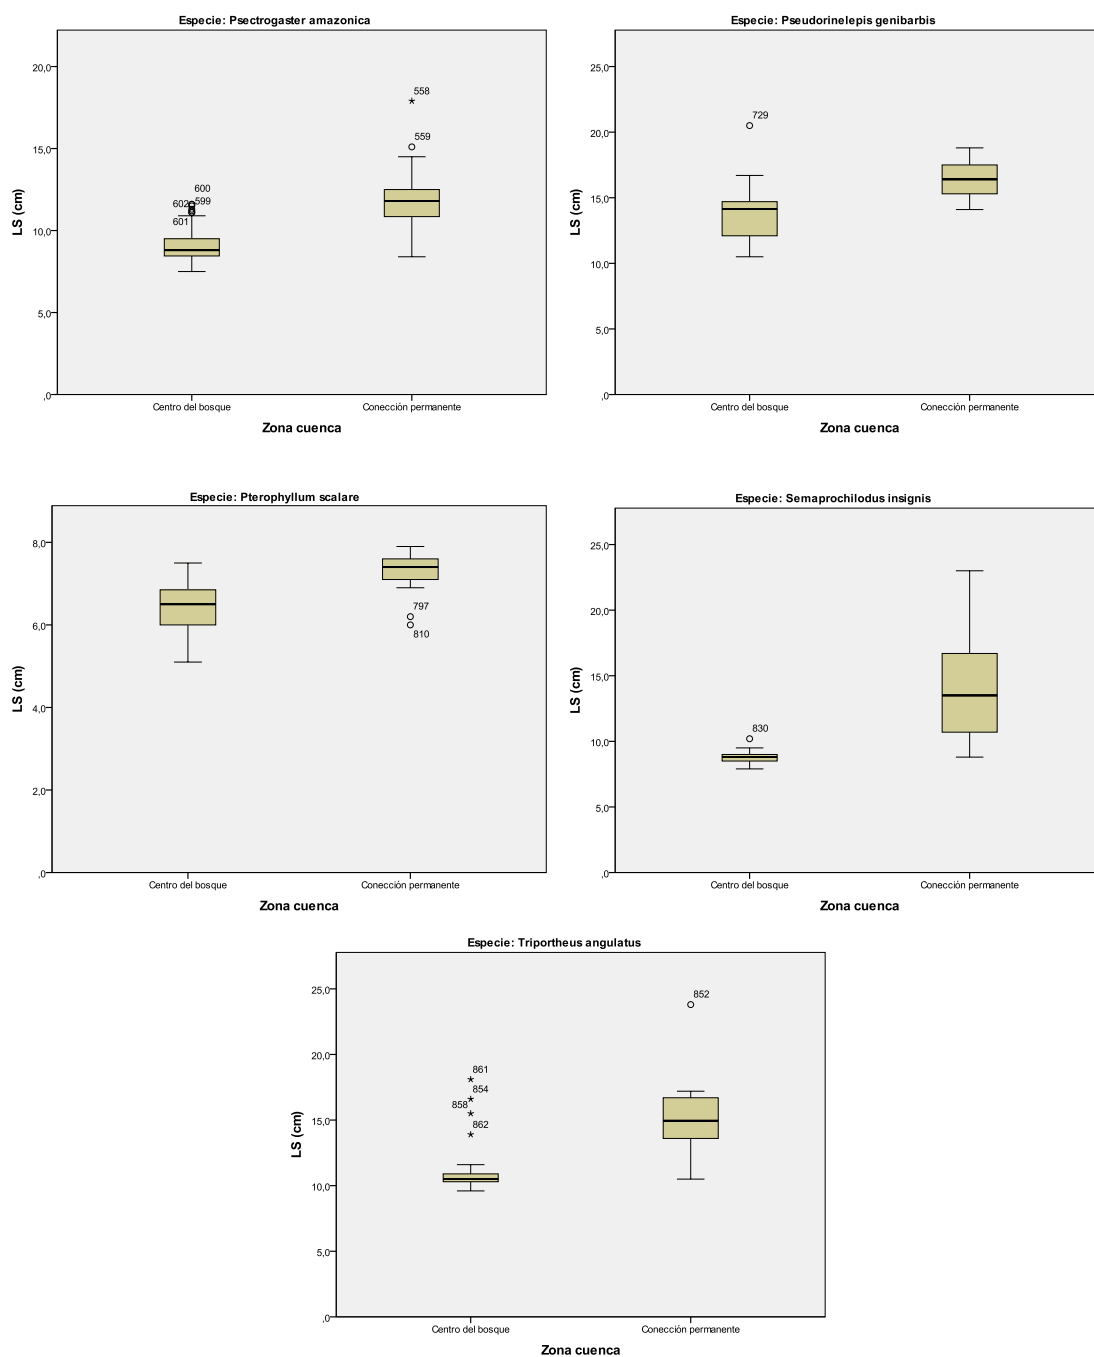 Especie: Psectrogaster amazonica
LS (cm)
20,0
15,0
10,0
5,0
,0
558
559
600
602
599
601
Centro del bosque
Conección permanente
Zona cuenca
Especie: Pseudorinelepis genibarbis
LS (cm)
25,0
20,0
15,0
10,0
5,0
,0
729
Centro del bosque
Conección permanente
Zona cuenca
Especie: Pterophyllum scalare
LS (cm)
8,0
6,0
4,0
2,0
,0
797
810
Centro del bosque
Conección permanente
Zona cuenca
Especie: Semaprochilodus insignis
LS (cm)
25,0
20,0
15,0
10,0
5,0
,0
830
Centro del bosque
Conección permanente
Zona cuenca
Especie: Triportheus angulatus
LS (cm)
25,0
20,0
15,0
10,0
5,0
,0
852
861
854
858
862
Centro del bosque
Conección permanente
Zona cuenca